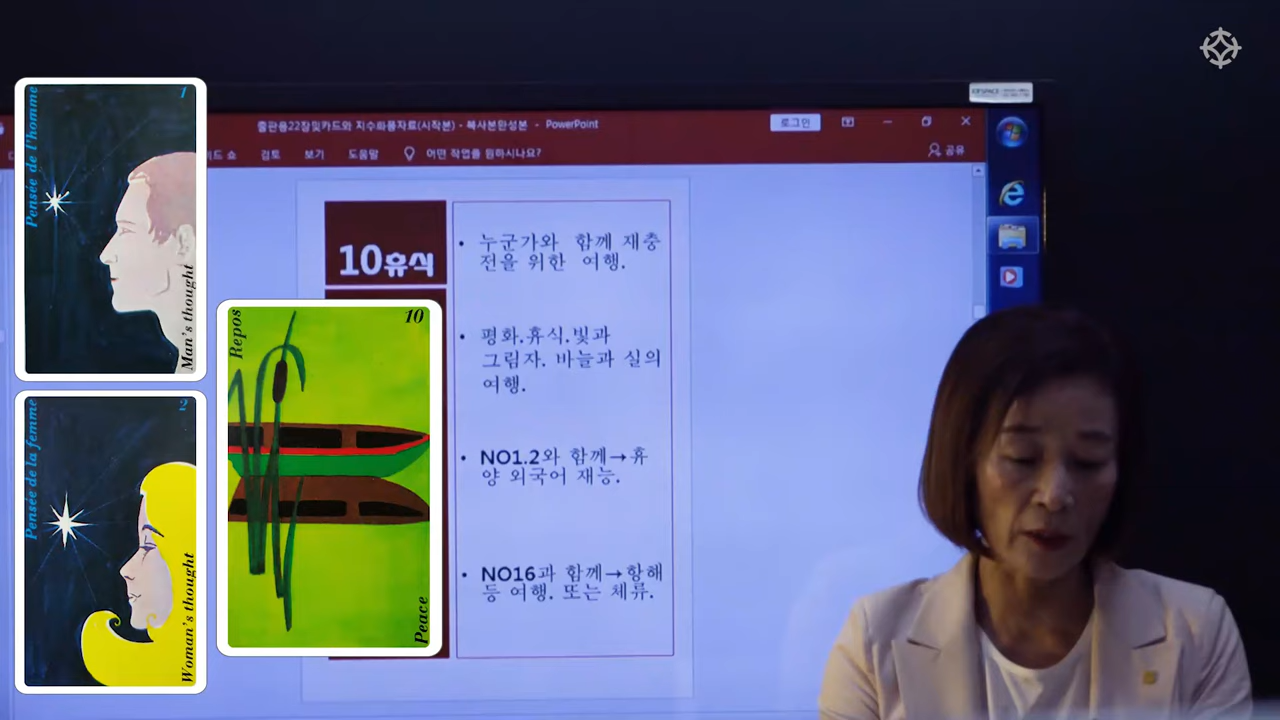 출판용22장및카드와 지수화풍자료(시작본) - 복사본완성본 - PowerPoint
로그인
드 쇼 검토 보기 도움말 어떤 작업을 원하시나요?
공유
Pensée de l'homme
1
Man's thought
Pensée de la femme
2
Woman's thought
Repos
10
Peace
10휴식
• 누군가와 함께 재충
전을 위한 여행.
• 평화.휴식.빛과
그림자. 바늘과 실의
여행.
• NO1.2와 함께→휴
양 외국어 재능.
• NO16과 함께→항해
등 여행. 또는 체류.